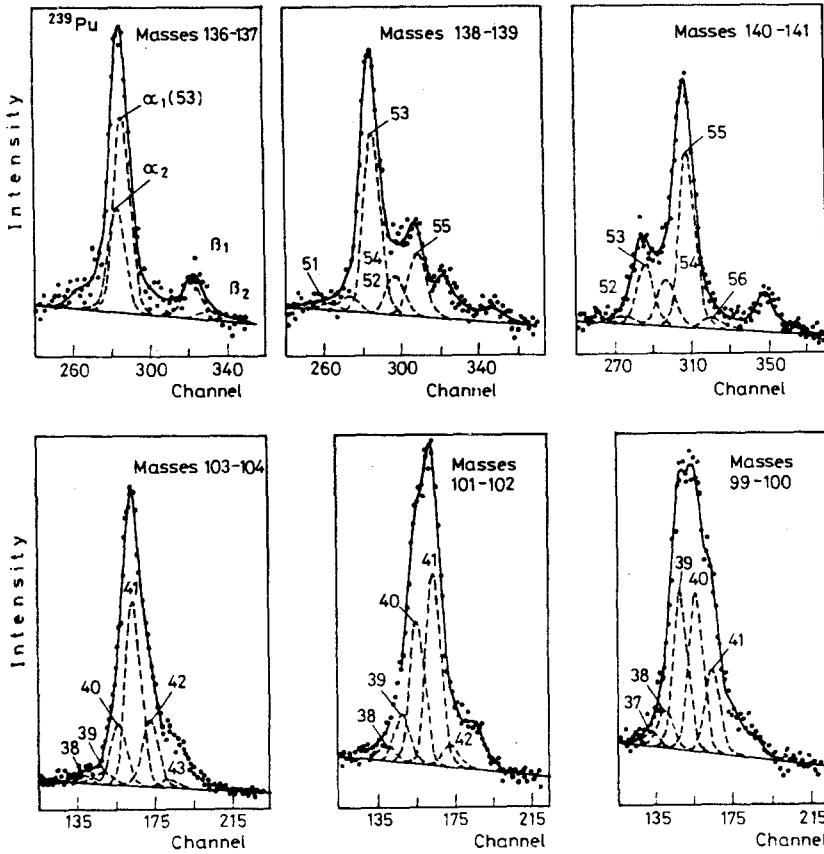 239Pu
Masses 136-137
α1(53)
α2
β1
β2
Intensity
260 300 340
Channel
Masses 138-139
53
55
51
54
52
260 300 340
Channel
Masses 140-141
55
53
52
54
56
270 310 350
Channel
Masses 103-104
41
40
42
39
38
43
Intensity
135 175 215
Channel
Masses
101-102
41
40
39
38
42
135 175 215
Channel
Masses
99-100
39
40
41
38
37
135 175 215
Channel